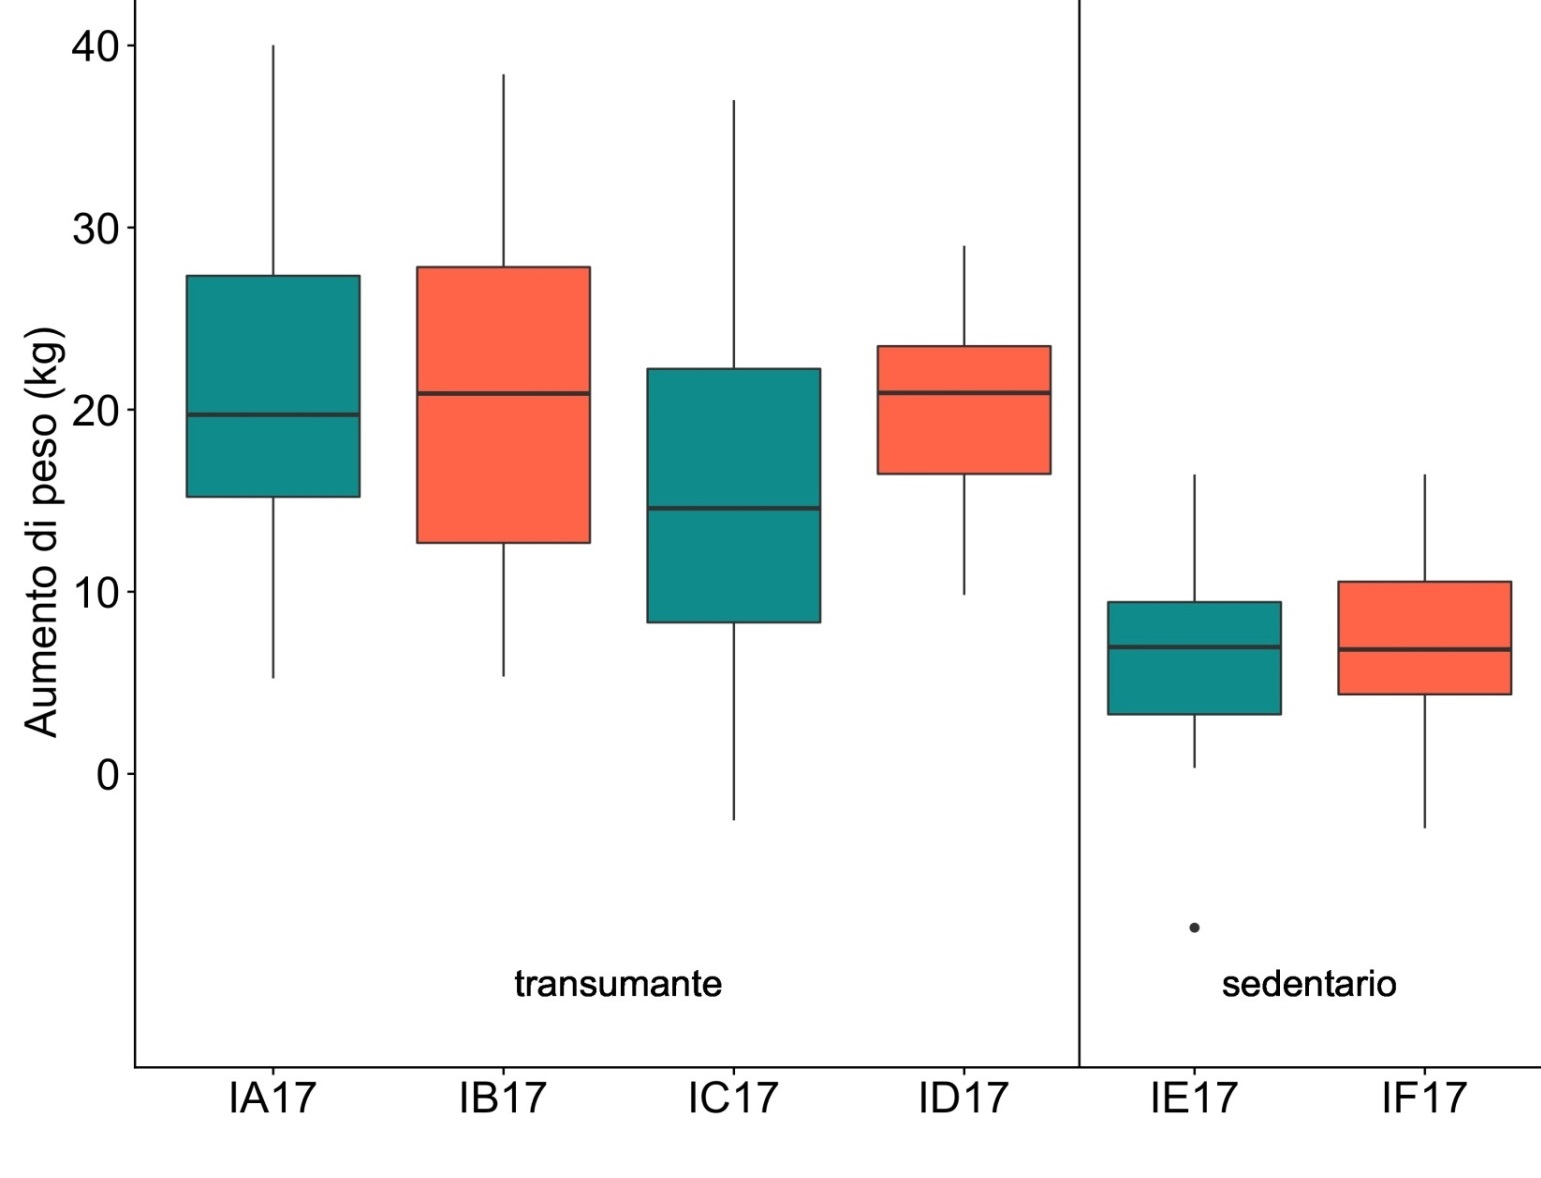 Aumento di peso (kg)
40
30
20
10
0
transumante
sedentario
IA17 IB17 IC17 ID17 IE17 IF17